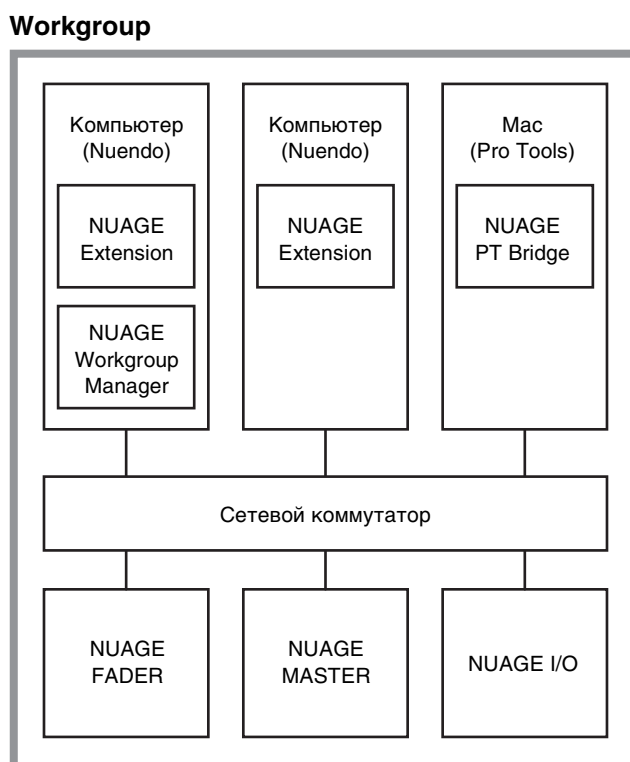 Workgroup
Компьютер
(Nuendo)
NUAGE
Extension
NUAGE
Workgroup
Manager
Компьютер
(Nuendo)
NUAGE
Extension
Mac
(Pro Tools)
NUAGE
PT Bridge
Сетевой коммутатор
NUAGE
FADER
NUAGE
MASTER
NUAGE I/O